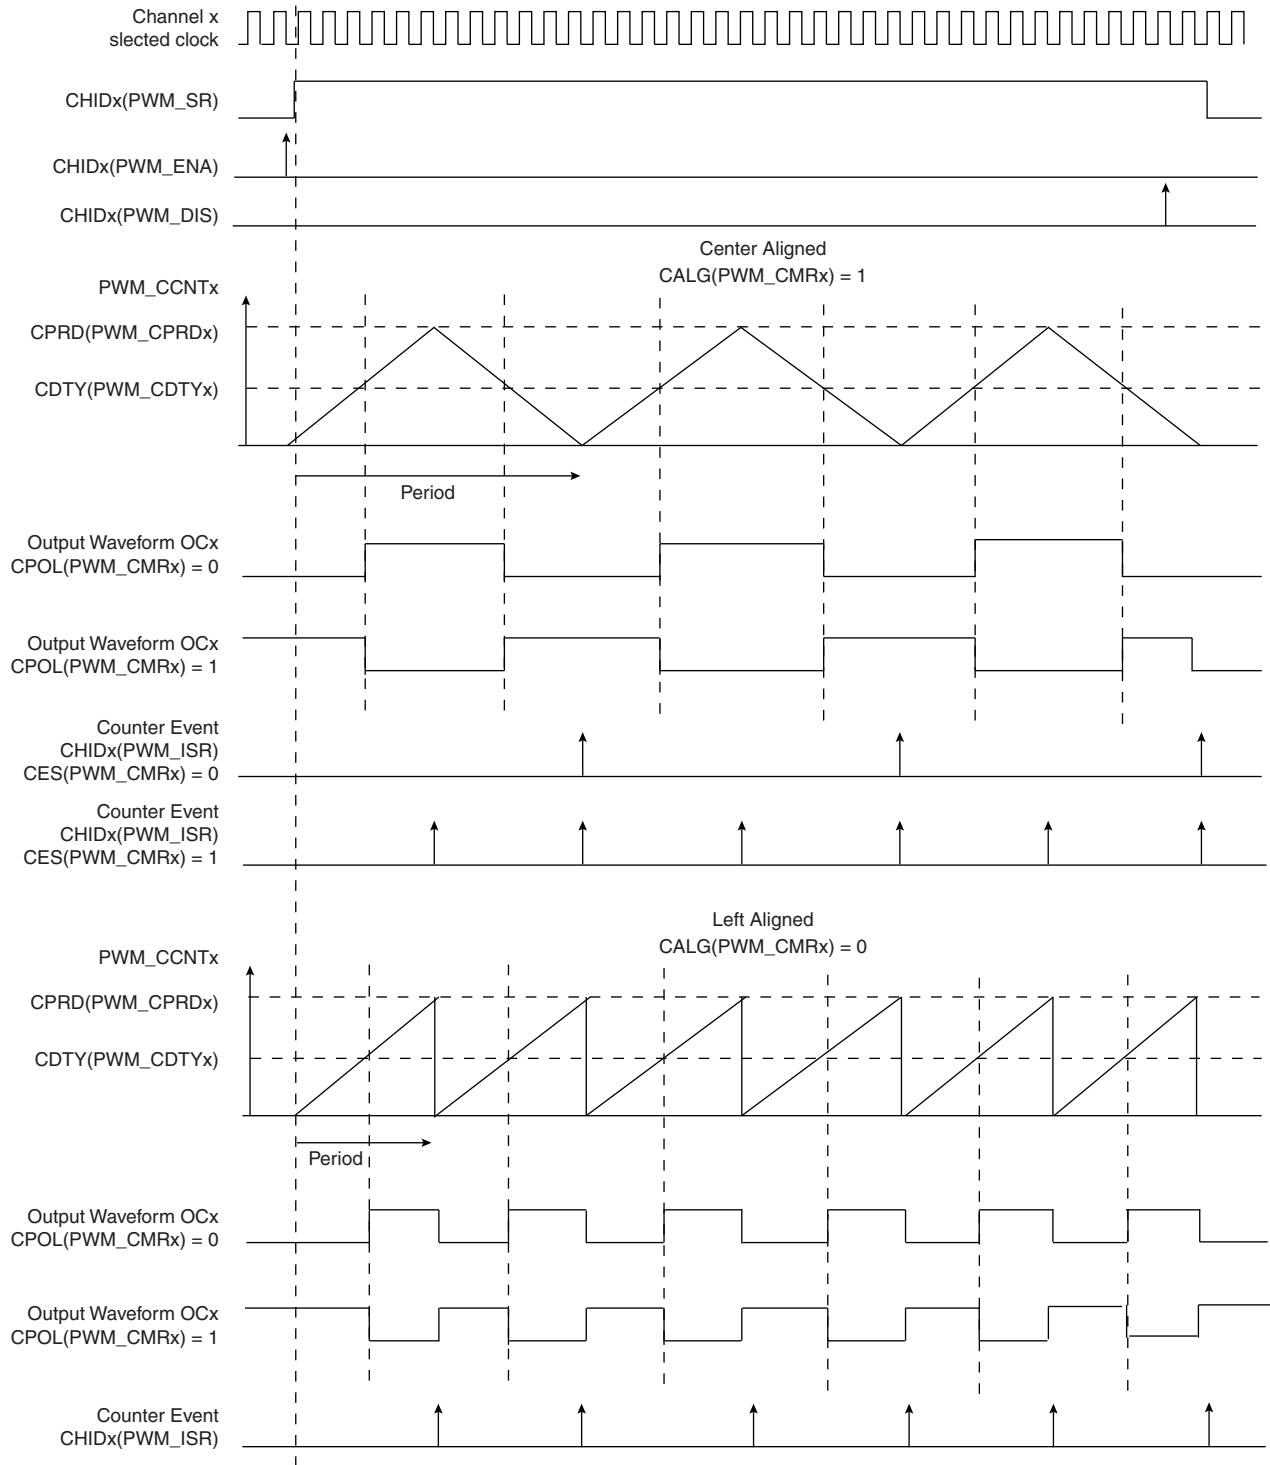 Channel x
slected clock
CHIDx(PWM_SR)
CHIDx(PWM_ENA)
CHIDx(PWM_DIS)
Center Aligned
CALG(PWM_CMRx) = 1
PWM_CCNTx
CPRD(PWM_CPRDx)
CDTY(PWM_CDTYx)
Period
Output Waveform OCx
CPOL(PWM_CMRx) = 0
Output Waveform OCx
CPOL(PWM_CMRx) = 1
Counter Event
CHIDx(PWM_ISR)
CES(PWM_CMRx) = 0
Counter Event
CHIDx(PWM_ISR)
CES(PWM_CMRx) = 1
Left Aligned
CALG(PWM_CMRx) = 0
PWM_CCNTx
CPRD(PWM_CPRDx)
CDTY(PWM_CDTYx)
Period
Output Waveform OCx
CPOL(PWM_CMRx) = 0
Output Waveform OCx
CPOL(PWM_CMRx) = 1
Counter Event
CHIDx(PWM_ISR)